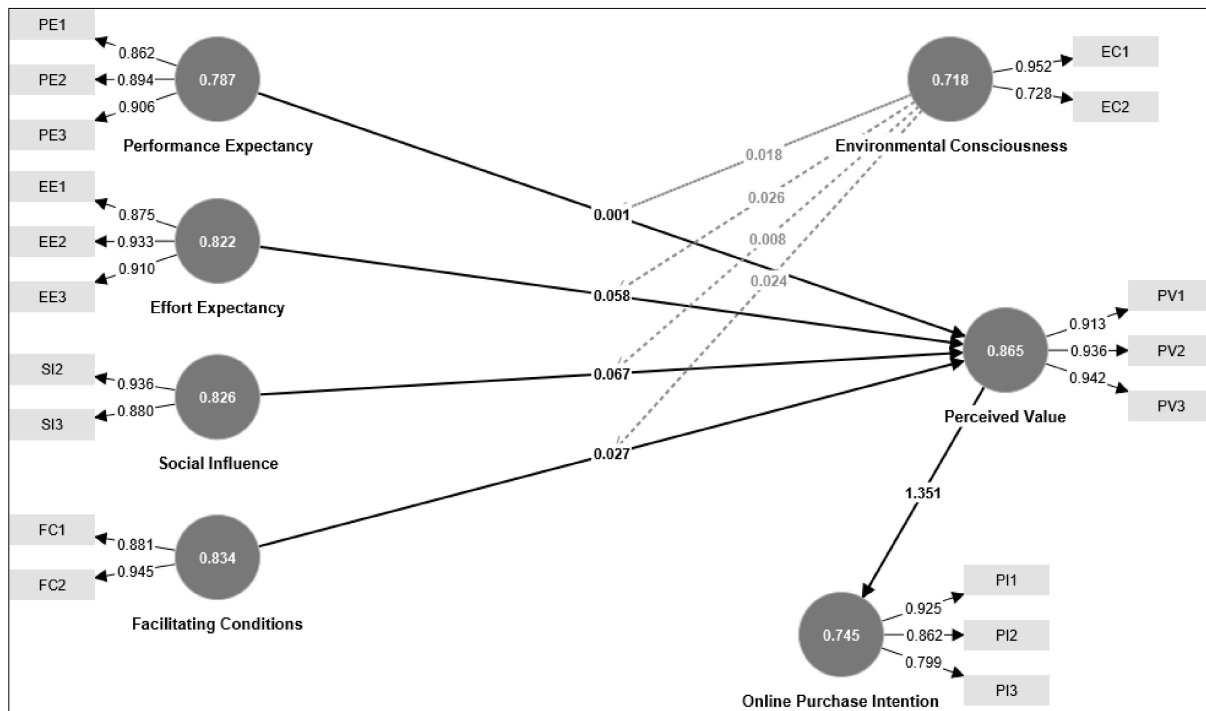 PE1
0.862
PE2
0.894
0.906
PE3
0.787
Performance Expectancy
EE1
0.875
EE2
0.933
0.910
EE3
0.822
Effort Expectancy
SI2
0.936
SI3
0.880
0.826
Social Influence
FC1
0.881
FC2
0.945
0.834
Facilitating Conditions
0.718
Environmental Consciousness
0.952
EC1
0.728
EC2
0.018
0.026
0.008
0.024
0.001
0.058
0.067
0.027
0.865
Perceived Value
0.913
PV1
0.936
PV2
0.942
PV3
1.351
0.745
Online Purchase Intention
0.925
PI1
0.862
PI2
0.799
PI3